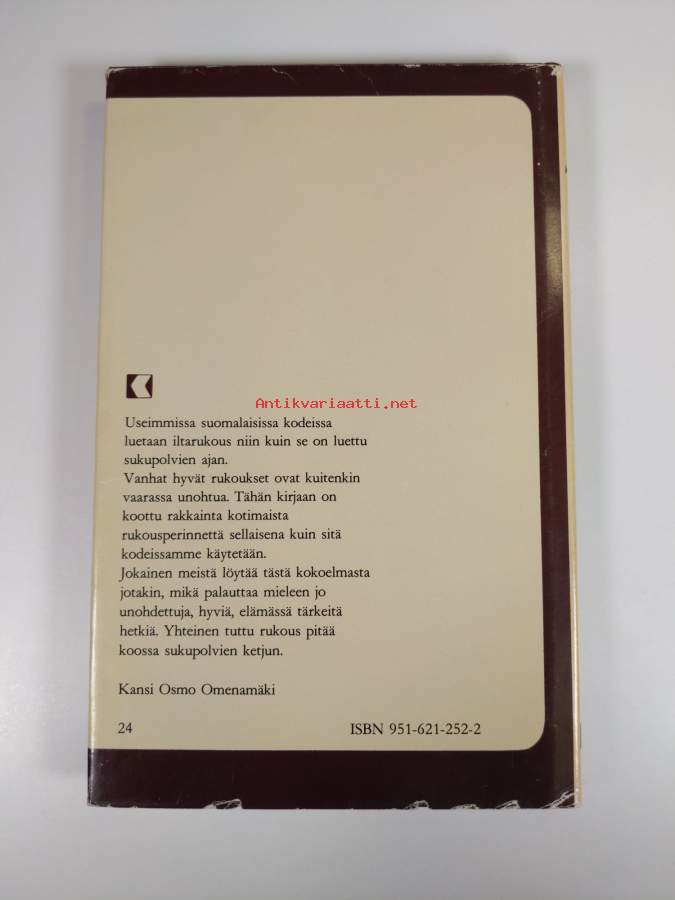 Antikvariaatti.net
Useimmissa suomalaisissa kodeissa
luetaan iltarukous niin kuin se on luettu
sukupolvien ajan.
Vanhat hyvät rukoukset ovat kuitenkin
vaarassa unohtua. Tähän kirjaan on
koottu rakkainta kotimaista
rukousperinnettä sellaisena kuin sitä
kodeissamme käytetään.
Jokainen meistä löytää tästä kokoelmasta
jotakin, mikä palauttaa mieleen jo
unohdettuja, hyviä, elämässä tärkeitä
hetkiä. Yhteinen tuttu rukous pitää
koossa sukupolvien ketjun.
Kansi Osmo Omenamäki
24 ISBN 951-621-252-2